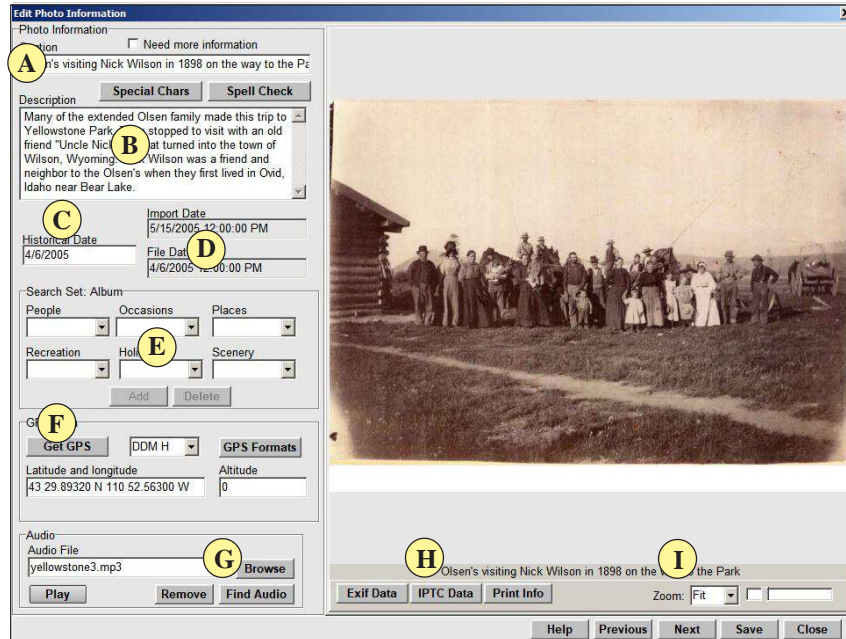 Edit Photo Information
Photo Information
Need more information
A
en's visiting Nick Wilson in 1898 on the way to the Pa
Special Chars Spell Check
Description
Many of the extended Olsen family made this trip to
Yellowstone Park. stopped to visit with an old
friend "Uncle Nick at turned into the town of
B
Wilson, Wyoming. Wilson was a friend and
neighbor to the Olsen's when they first lived in Ovid,
Idaho near Bear Lake.
C
Import Date
5/15/2005 12:00:00 PM
Historical Date
4/6/2005
File Dat
D
4/6/2005 12:00:00 PM
Search Set: Album
People Occasions Places
E
Recreation Holi Scenery
Add Delete
F
Get GPS DDM H GPS Formats
Latitude and longitude Altitude
43 29.89320 N 110 52.56300 W 0
Audio
Audio File
yellowstone3.mp3 G Browse
Play Remove Find Audio
H I
Olsen's visiting Nick Wilson in 1898 on the way to the Park
Exif Data IPTC Data Print Info Zoom: Fit
Help Previous Next Save Close